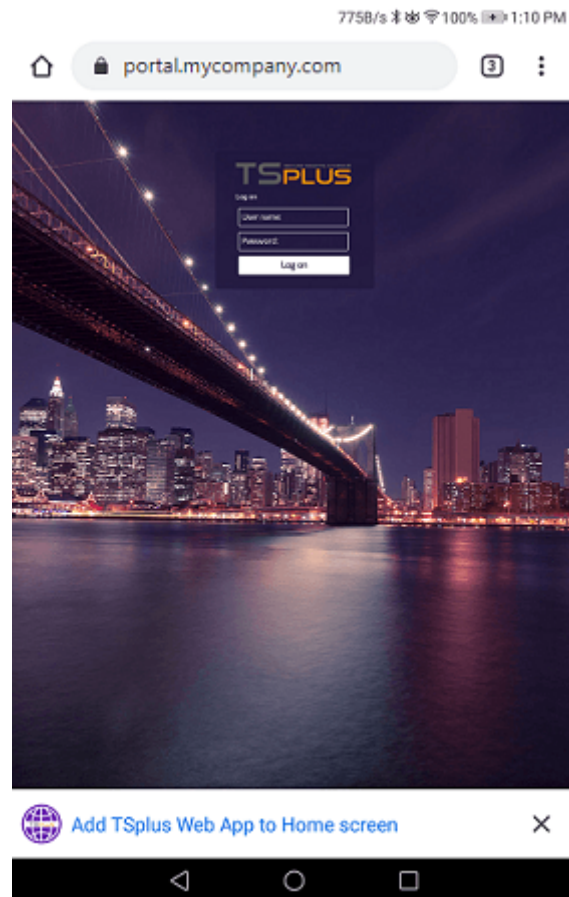 775B/s 100% 1:10 PM
portal.mycompany.com
3
TSPLUS
Log on
User name:
Password:
Log on
Add TSplus Web App to Home screen